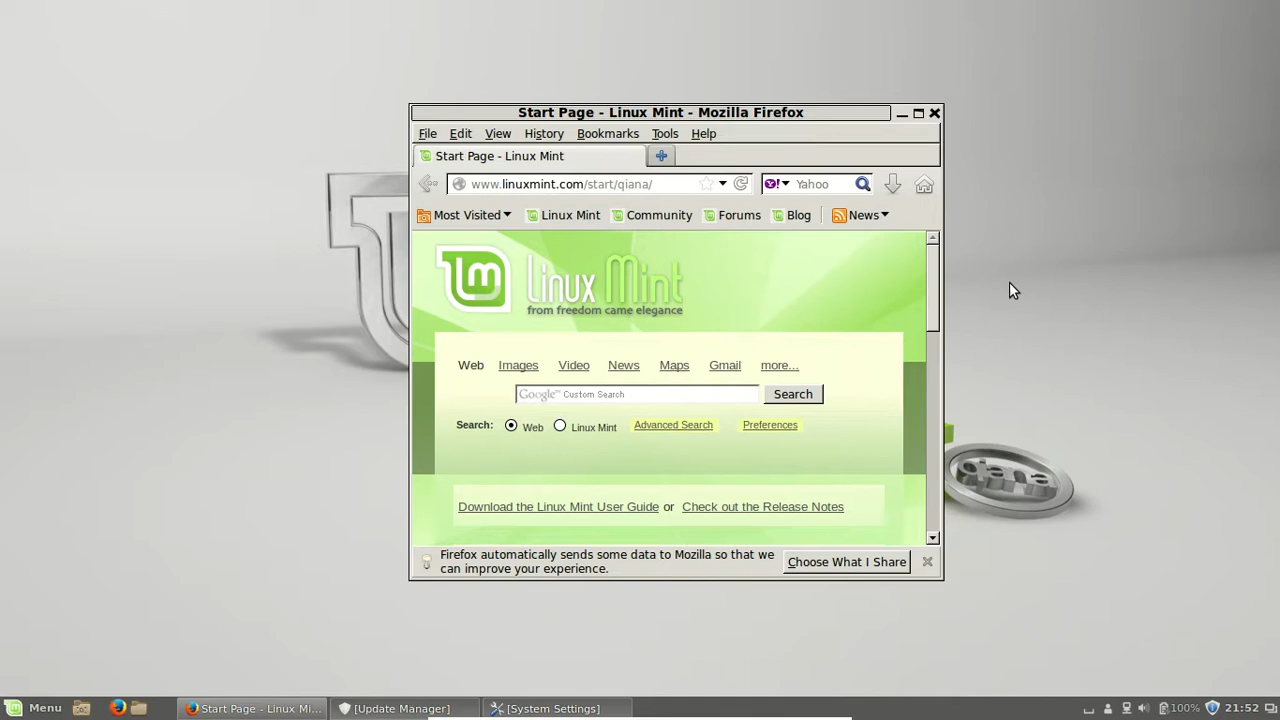 Start Page - Linux Mint - Mozilla Firefox
File Edit View History Bookmarks Tools Help
Start Page - Linux Mint
www.linuxmint.com/start/qiana/ Y! Yahoo
Most Visited Linux Mint Community Forums Blog News
lm Linux Mint
from freedom came elegance
Web Images Video News Maps Gmail more...
Google™ Custom Search Search
Search: Web Linux Mint Advanced Search Preferences
qiana
Download the Linux Mint User Guide or Check out the Release Notes
Firefox automatically sends some data to Mozilla so that we
can improve your experience.
Choose What I Share
Menu Start Page - Linux Mi... [Update Manager] [System Settings] 100% 21:52